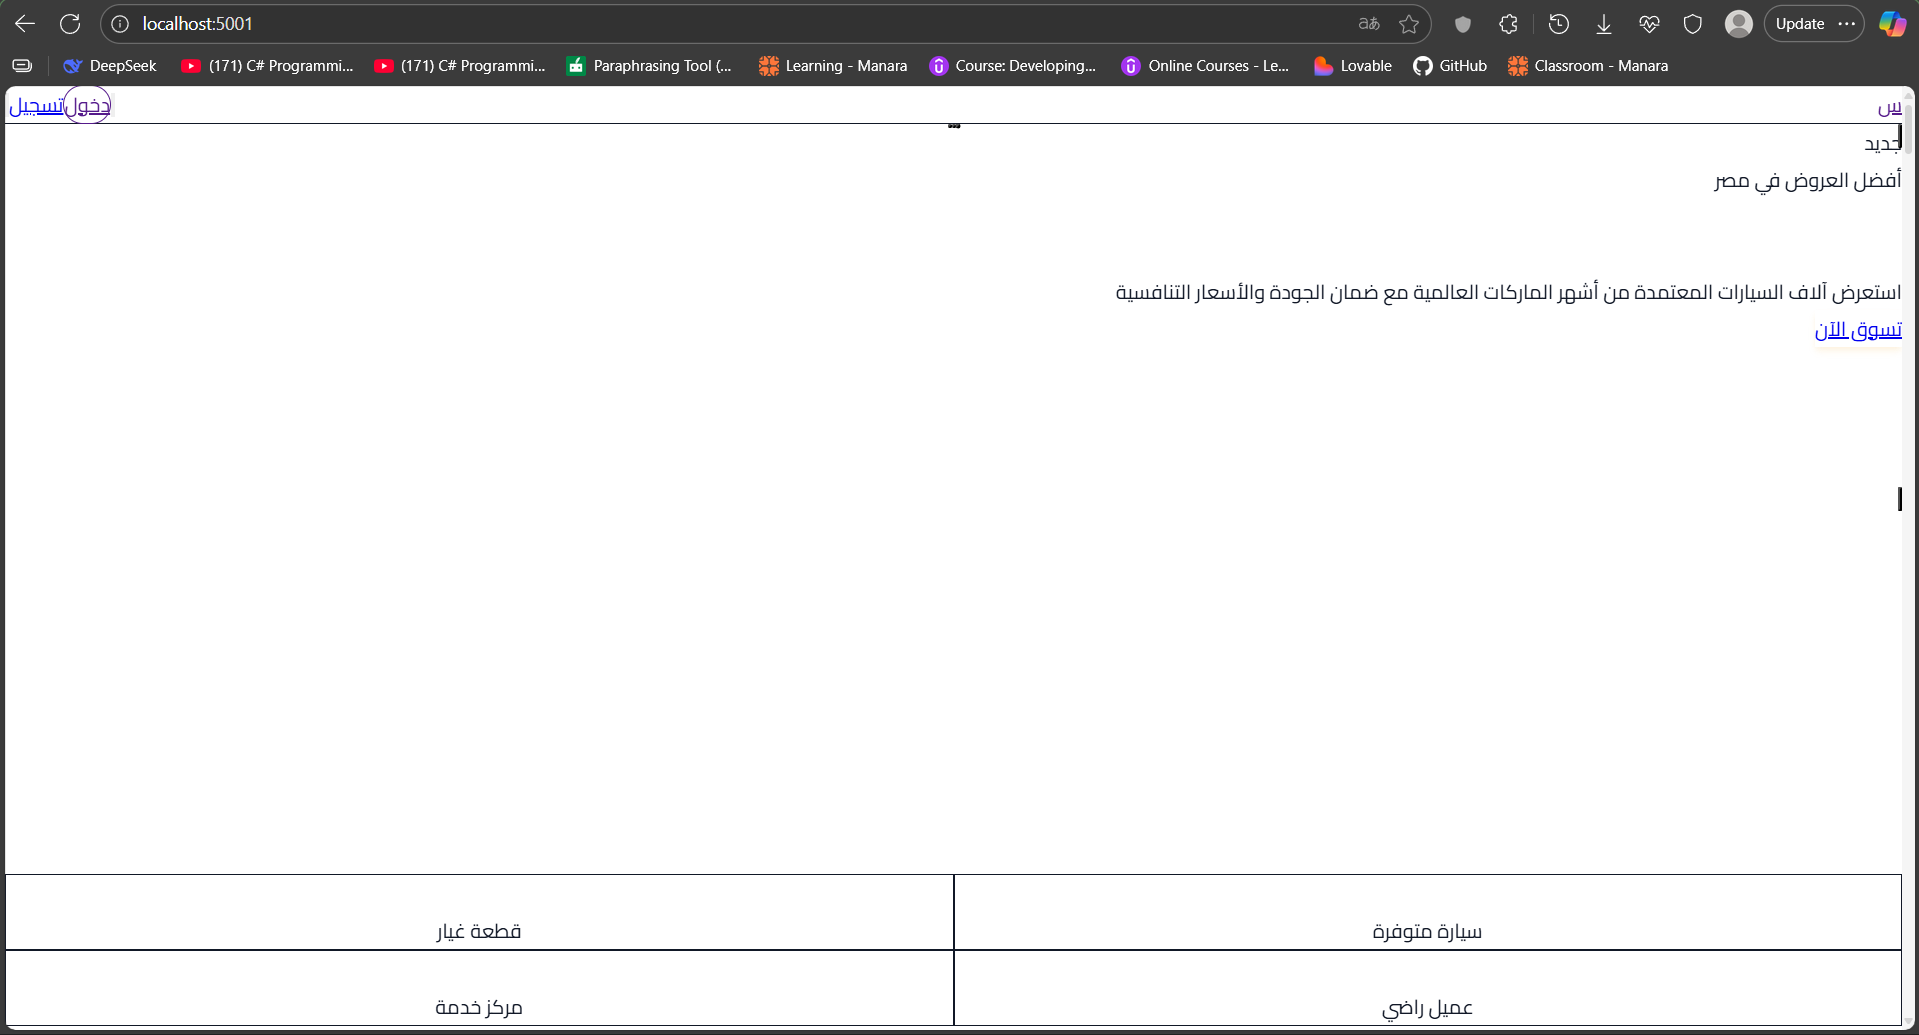 localhost:5001
Update
DeepSeek
(171) C# Programmi...
(171) C# Programmi...
Paraphrasing Tool (...
Learning - Manara
Course: Developing...
Online Courses - Le...
Lovable
GitHub
Classroom - Manara
س
دخول
تسجيل
جديد
أفضل العروض في مصر
استعرض آلاف السيارات المعتمدة من أشهر الماركات العالمية مع ضمان الجودة والأسعار التنافسية
تسوق الآن
سيارة متوفرة
قطعة غيار
عميل راضي
مركز خدمة